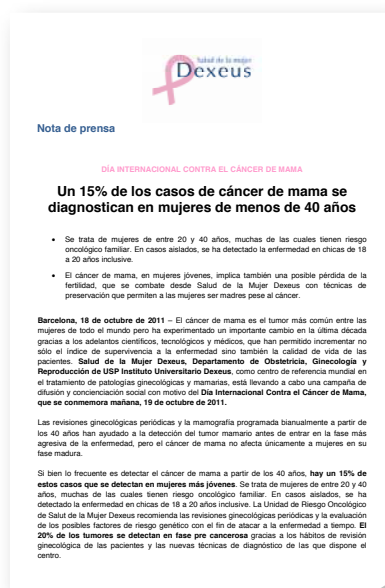 Salud de la mujer
Dexeus
Nota de prensa
DÍA INTERNACIONAL CONTRA EL CÁNCER DE MAMA
Un 15% de los casos de cáncer de mama se
diagnostican en mujeres de menos de 40 años
• Se trata de mujeres de entre 20 y 40 años, muchas de las cuales tienen riesgo
oncológico familiar. En casos aislados, se ha detectado la enfermedad en chicas de 18
a 20 años inclusive.
• El cáncer de mama, en mujeres jóvenes, implica también una posible pérdida de la
fertilidad, que se combate desde Salud de la Mujer Dexeus con técnicas de
preservación que permiten a las mujeres ser madres pese al cáncer.
Barcelona, 18 de octubre de 2011 – El cáncer de mama es el tumor más común entre las
mujeres de todo el mundo pero ha experimentado un importante cambio en la última década
gracias a los adelantos científicos, tecnológicos y médicos, que han permitido incrementar no
sólo el índice de supervivencia a la enfermedad sino también la calidad de vida de las
pacientes. Salud de la Mujer Dexeus, Departamento de Obstetricia, Ginecología y
Reproducción de USP Instituto Universitario Dexeus, como centro de referencia mundial en
el tratamiento de patologías ginecológicas y mamarias, está llevando a cabo una campaña de
difusión y concienciación social con motivo del Día Internacional Contra el Cáncer de Mama,
que se conmemora mañana, 19 de octubre de 2011.
Las revisiones ginecológicas periódicas y la mamografía programada bianualmente a partir de
los 40 años han ayudado a la detección del tumor mamario antes de entrar en la fase más
agresiva de la enfermedad, pero el cáncer de mama no afecta únicamente a mujeres en su
fase madura.
Si bien lo frecuente es detectar el cáncer de mama a partir de los 40 años, hay un 15% de
estos casos que se detectan en mujeres más jóvenes. Se trata de mujeres de entre 20 y 40
años, muchas de las cuales tienen riesgo oncológico familiar. En casos aislados, se ha
detectado la enfermedad en chicas de 18 a 20 años inclusive. La Unidad de Riesgo Oncológico
de Salut de la Mujer Dexeus recomienda las revisiones ginecológicas periódicas y la evaluación
de los posibles factores de riesgo genético con el fin de atacar a la enfermedad a tiempo. El
20% de los tumores se detectan en fase pre cancerosa gracias a los hábitos de revisión
ginecológica de las pacientes y las nuevas técnicas de diagnóstico de las que dispone el
centro.